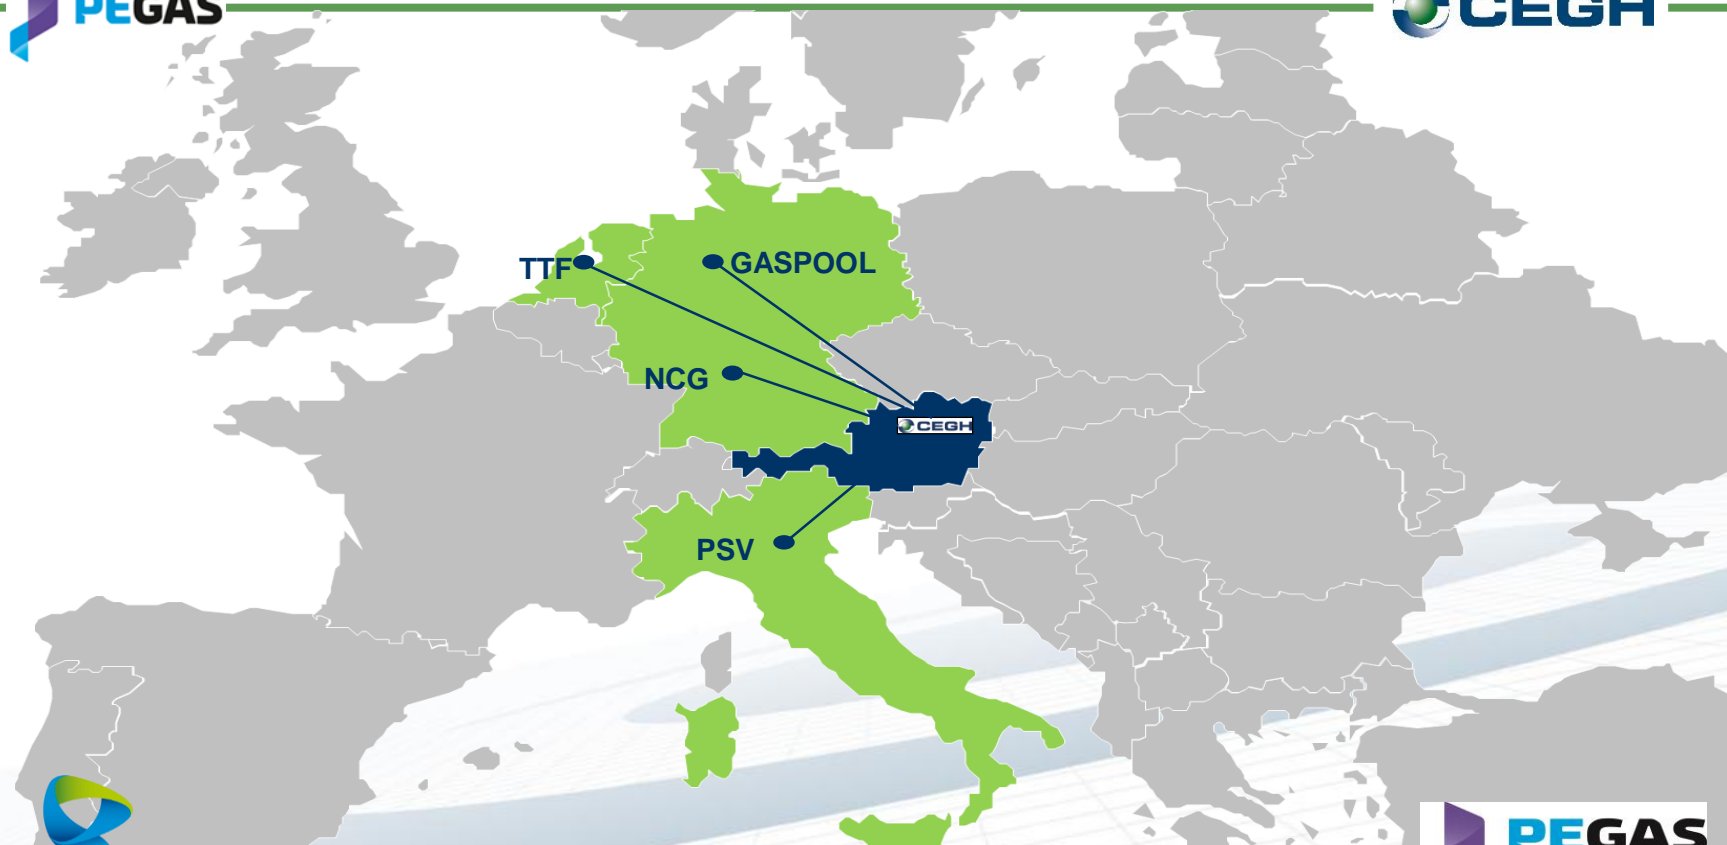 PEGAS
CEGH
TTF
GASPOOL
NCG
CEGH
PSV
PEGAS